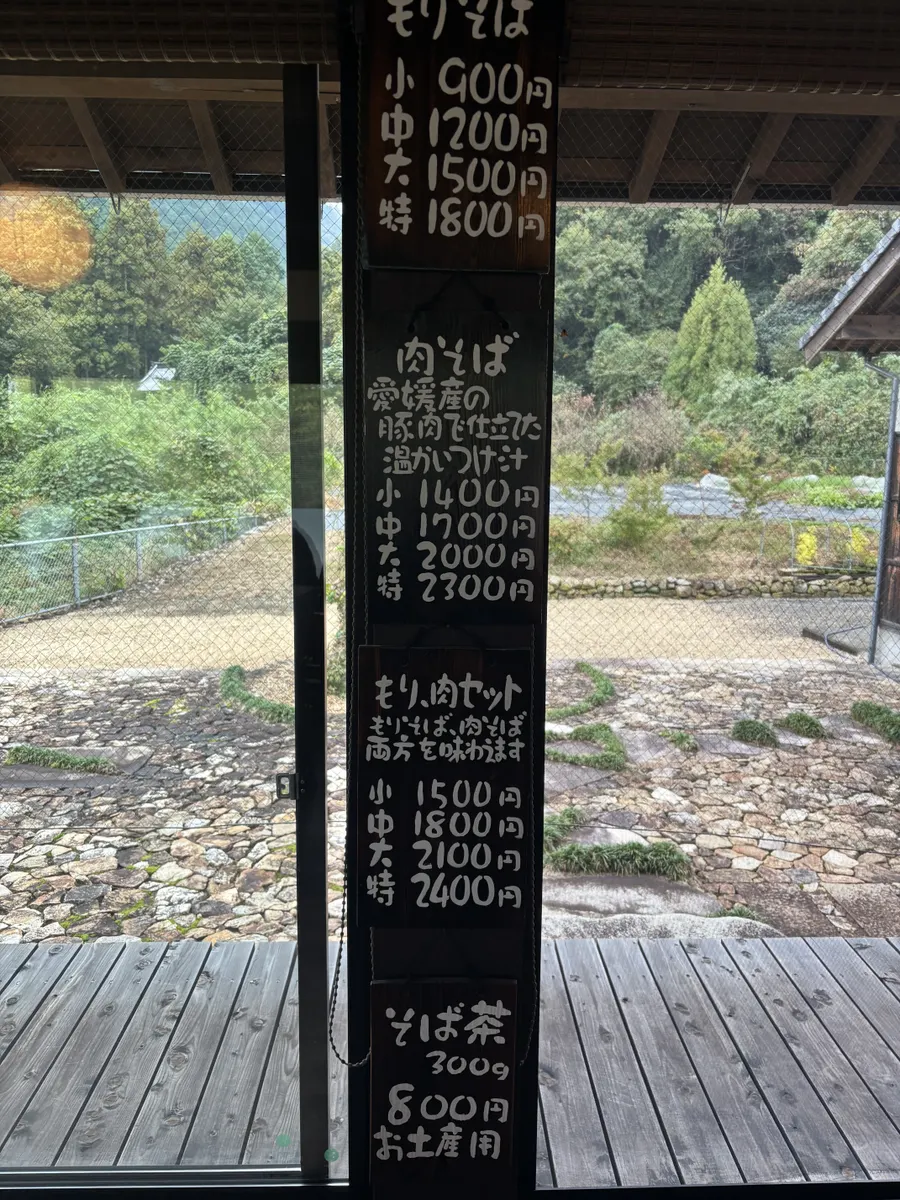 もりそば
小 900円
中 1200円
大 1500円
特 1800円
肉そば
愛媛産の
豚肉で仕立てた
温かいつけ汁
小 1400円
中 1700円
大 2000円
特 2300円
もり、肉セット
もりそば、肉そば
両方を味わえます
小 1500円
中 1800円
大 2100円
特 2400円
そば茶
300g
800円
お土産用